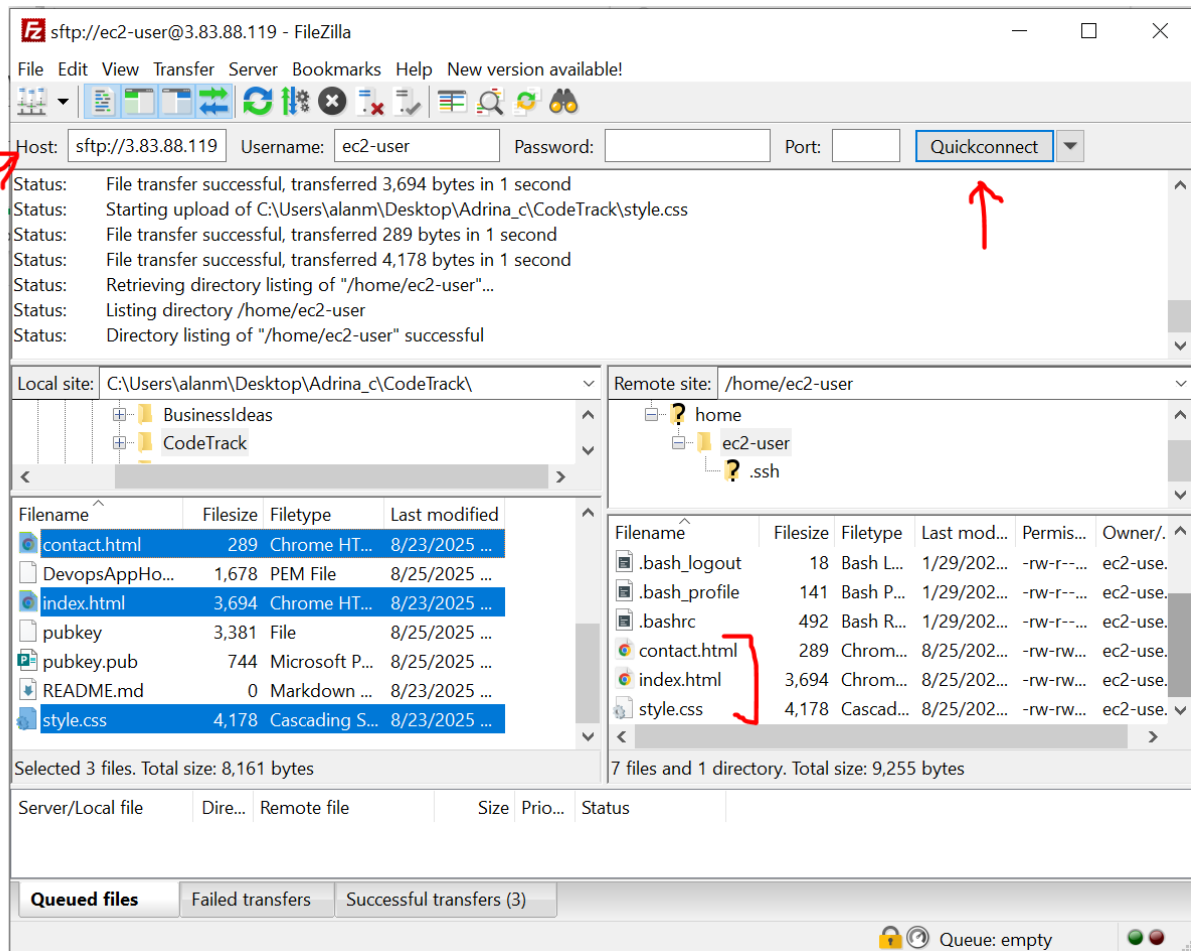 sftp://ec2-user@3.83.88.119 - FileZilla
File Edit View Transfer Server Bookmarks Help New version available!
Host: sftp://3.83.88.119 Username: ec2-user Password: Port: Quickconnect
Status: File transfer successful, transferred 3,694 bytes in 1 second
Status: Starting upload of C:\Users\alanm\Desktop\Adrina_c\CodeTrack\style.css
Status: File transfer successful, transferred 289 bytes in 1 second
Status: File transfer successful, transferred 4,178 bytes in 1 second
Status: Retrieving directory listing of "/home/ec2-user"...
Status: Listing directory /home/ec2-user
Status: Directory listing of "/home/ec2-user" successful
Local site: C:\Users\alanm\Desktop\Adrina_c\CodeTrack\
BusinessIdeas
CodeTrack
Filename Filesize Filetype Last modified
contact.html 289 Chrome HT... 8/23/2025 ...
DevopsAppHo... 1,678 PEM File 8/25/2025 ...
index.html 3,694 Chrome HT... 8/23/2025 ...
pubkey 3,381 File 8/25/2025 ...
pubkey.pub 744 Microsoft P... 8/25/2025 ...
README.md 0 Markdown ... 8/23/2025 ...
style.css 4,178 Cascading S... 8/23/2025 ...
Selected 3 files. Total size: 8,161 bytes
Remote site: /home/ec2-user
? home
ec2-user
? .ssh
Filename Filesize Filetype Last mod... Permis... Owner/.
.bash_logout 18 Bash L... 1/29/202... -rw-r--... ec2-use.
.bash_profile 141 Bash P... 1/29/202... -rw-r--... ec2-use.
.bashrc 492 Bash R... 1/29/202... -rw-r--... ec2-use.
contact.html 289 Chrom... 8/25/202... -rw-rw... ec2-use.
index.html 3,694 Chrom... 8/25/202... -rw-rw... ec2-use.
style.css 4,178 Cascad... 8/25/202... -rw-rw... ec2-use.
7 files and 1 directory. Total size: 9,255 bytes
Server/Local file Dire... Remote file Size Prio... Status
Queued files Failed transfers Successful transfers (3)
Queue: empty